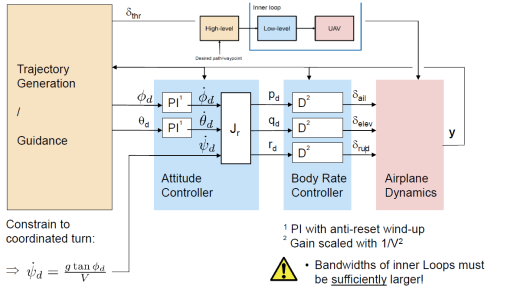 δthr
Inner loop
High-level
Low-level
UAV
Desired path/waypoint
Trajectory
Generation
/
Guidance
ϕd
PI¹
ϕ̇d
θd
PI¹
θ̇d
ψ̇d
Jr
pd
qd
rd
D²
D²
D²
δail
δelev
δrud
y
Attitude
Controller
Body Rate
Controller
Airplane
Dynamics
Constrain to
coordinated turn:
⇒ ψ̇d = g tan ϕd / V
¹ PI with anti-reset wind-up
² Gain scaled with 1/V²
• Bandwidths of inner Loops must
be sufficiently larger!